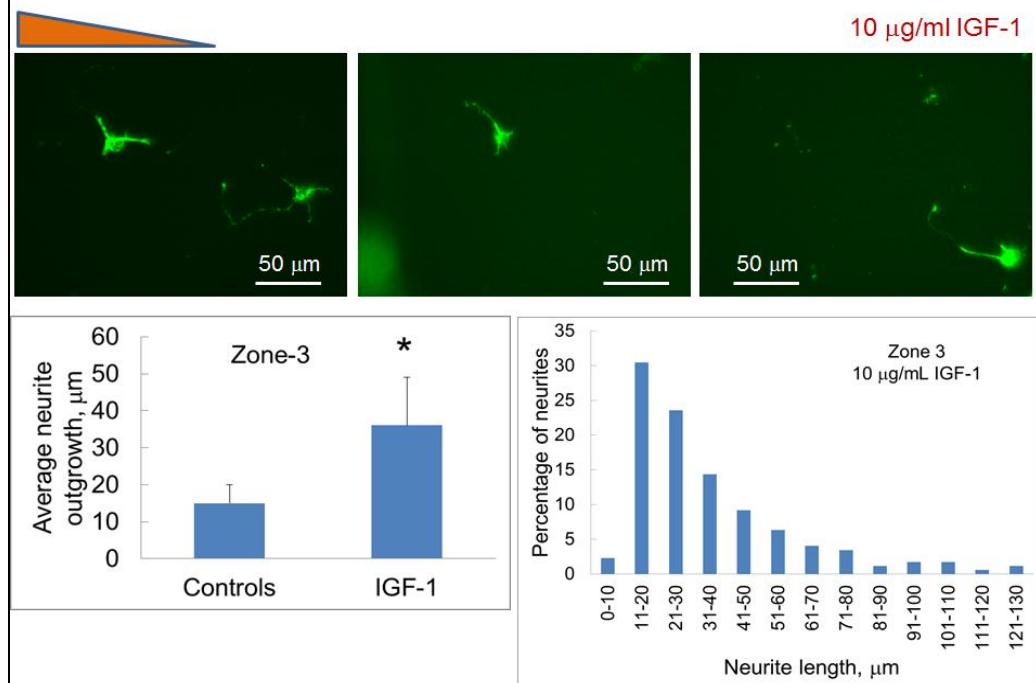 10 μg/ml IGF-1
50 μm
50 μm
50 μm
Average neurite
outgrowth, μm
60
50
40
30
20
10
0
Zone-3
*
Controls
IGF-1
Percentage of neurites
35
30
25
20
15
10
5
0
Zone 3
10 μg/mL IGF-1
0-10
11-20
21-30
31-40
41-50
51-60
61-70
71-80
81-90
91-100
101-110
111-120
121-130
Neurite length, μm